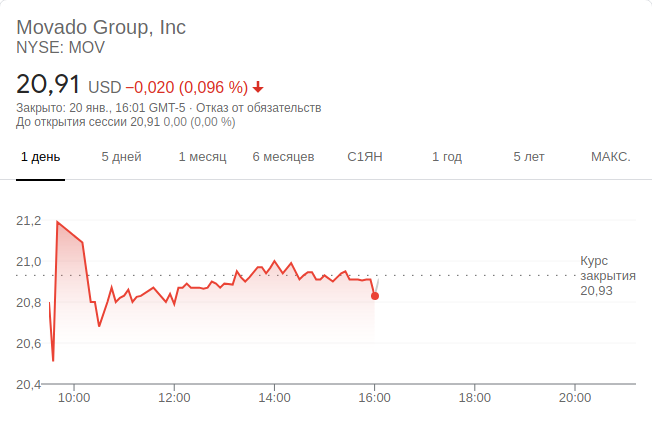 Movado Group, Inc
NYSE: MOV
20,91 USD −0,020 (0,096 %)
Закрыто: 20 янв., 16:01 GMT-5 · Отказ от обязательств
До открытия сессии 20,91 0,00 (0,00 %)
1 день 5 дней 1 месяц 6 месяцев С1ЯН 1 год 5 лет МАКС.
21,2
21,0
20,8
20,6
20,4
Курс
закрытия
20,93
10:00 12:00 14:00 16:00 18:00 20:00